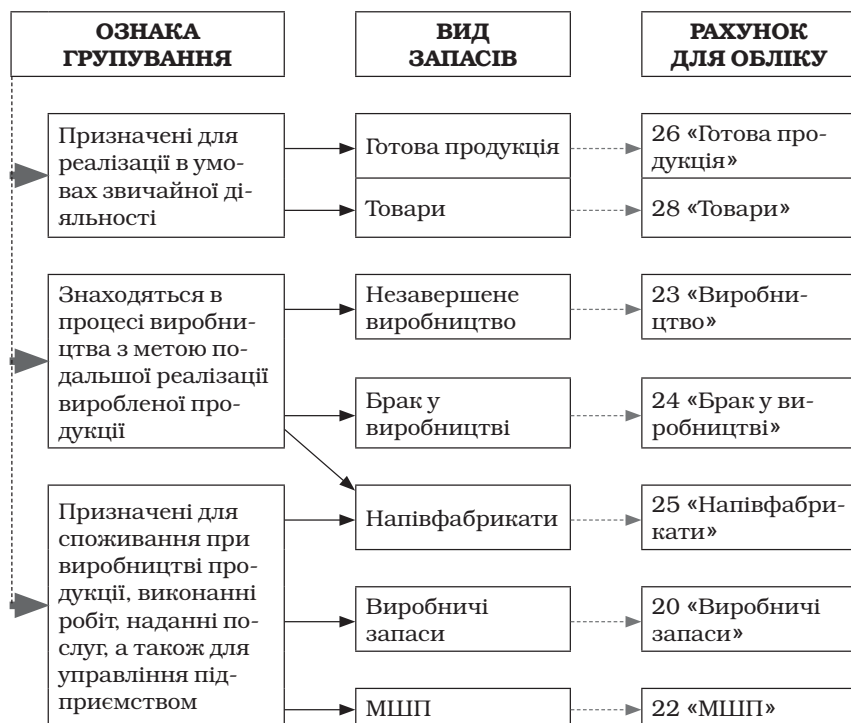 ОЗНАКА
ГРУПУВАННЯ
ВИД
ЗАПАСІВ
РАХУНОК
ДЛЯ ОБЛІКУ
Призначені для
реалізації в умо-
вах звичайної ді-
яльності
Готова продукція
26 «Готова про-
дукція»
Товари
28 «Товари»
Знаходяться в
процесі виробни-
цтва з метою по-
дальшої реалізації
виробленої про-
дукції
Незавершене
виробництво
23 «Виробни-
цтво»
Брак у
виробництві
24 «Брак у ви-
робництві»
Призначені для
споживання при
виробництві про-
дукції, виконанні
робіт, наданні по-
слуг, а також для
управління під-
приємством
Напівфабрикати
25 «Напівфабри-
кати»
Виробничі
запаси
20 «Виробничі
запаси»
МШП
22 «МШП»